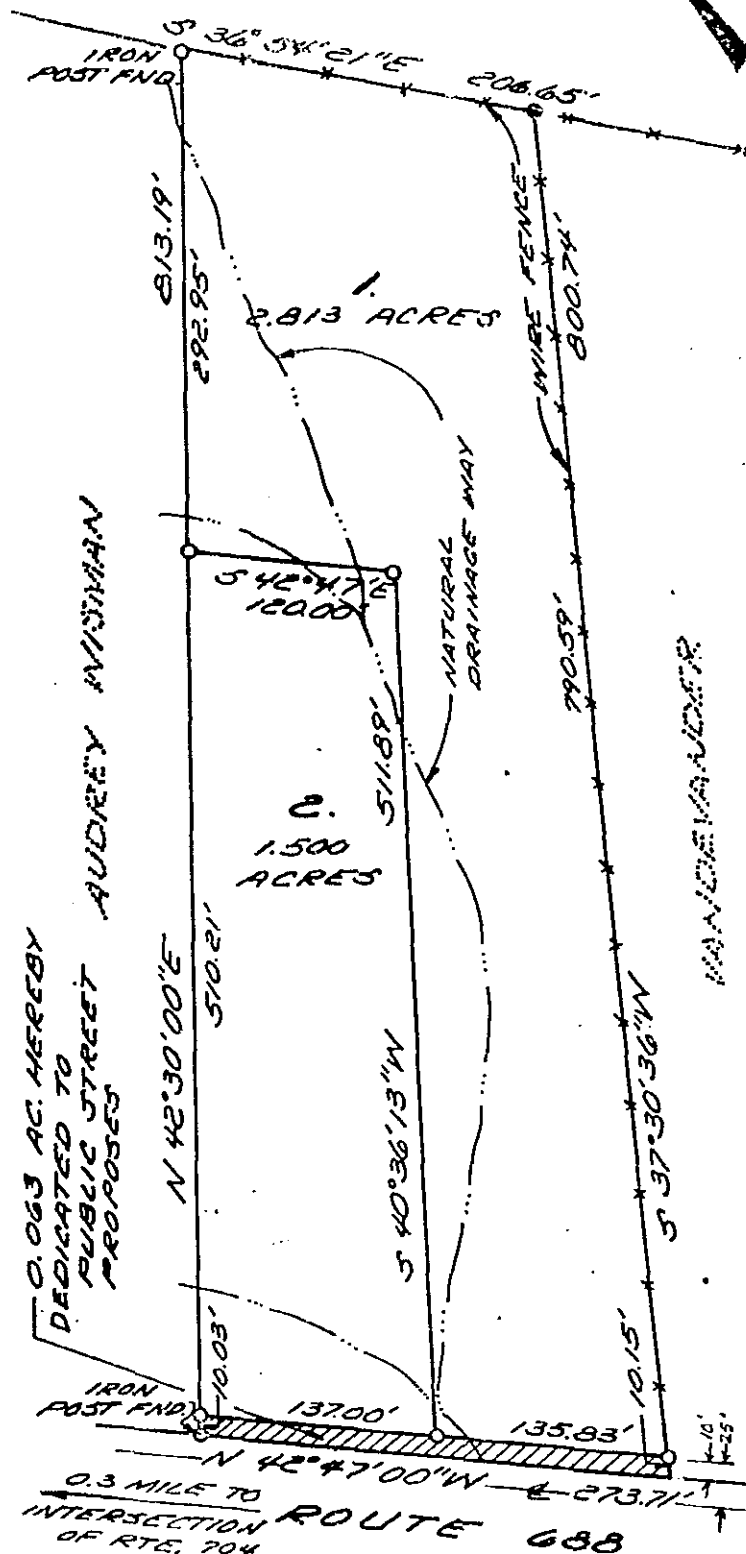 S 36° 54' 21" E 206.65'
IRON
POST FND.
813.19'
292.95'
1.
2.813 ACRES
WIRE FENCE
800.74'
NATURAL
DRAINAGE WAY
S 42° 47' E
120.00'
AUDREY WISMAN
790.59'
VANDEVANDER
511.89'
2.
1.500
ACRES
510.21'
N 42° 30' 00" E
S 40° 36' 13" W
S 37° 30' 36" W
0.063 AC. HEREBY
DEDICATED TO
PUBLIC STREET
PROPOSES
IRON
POST FND.
10.03'
137.00'
135.83'
10.15'
10'
25'
N 42° 47' 00" W ℄ 273.71'
0.3 MILE TO
INTERSECTION
OF RTE. 704
ROUTE 688